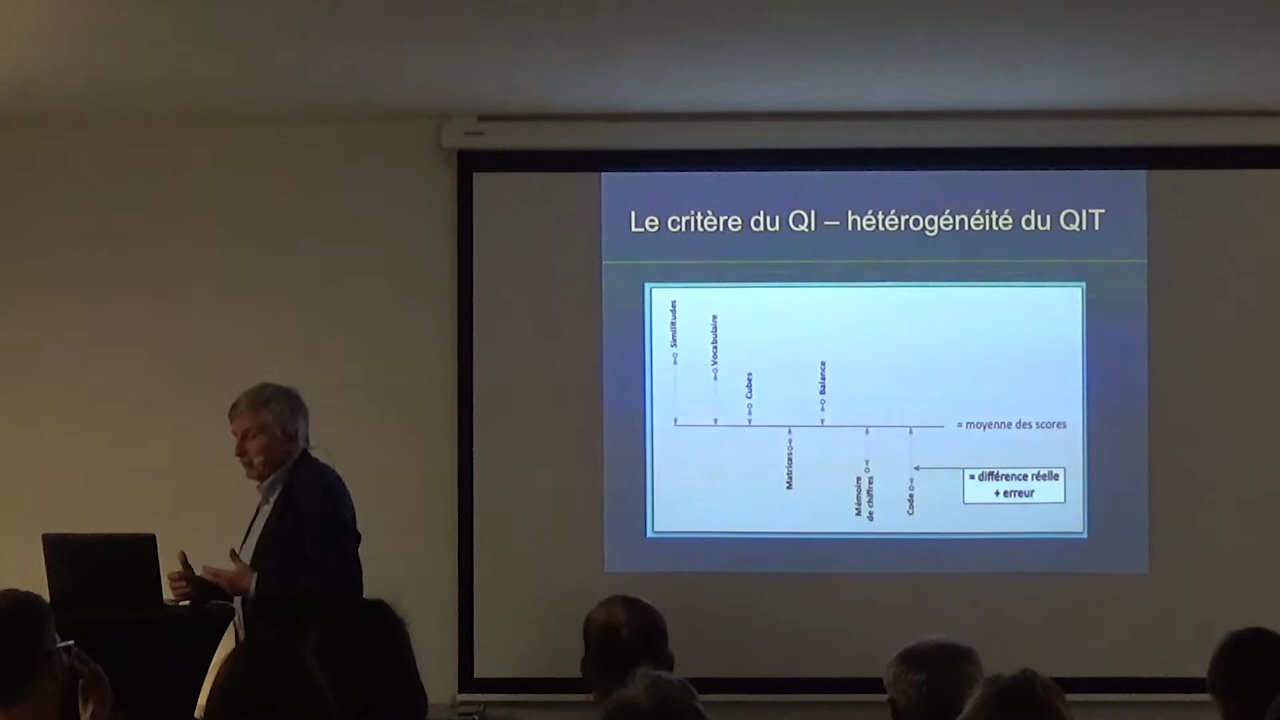 Le critère du QI – hétérogénéité du QIT
Similitudes
Vocabulaire
Cubes
Balance
= moyenne des scores
Matrices
Mémoire
de chiffres
Code
= différence réelle
+ erreur